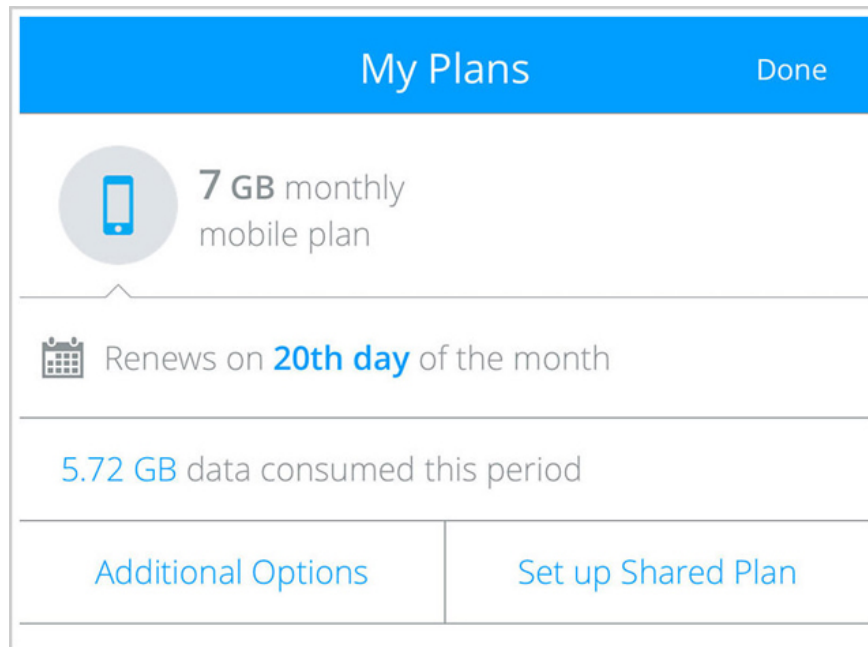 My Plans
Done
7 GB monthly
mobile plan
Renews on 20th day of the month
5.72 GB data consumed this period
Additional Options
Set up Shared Plan